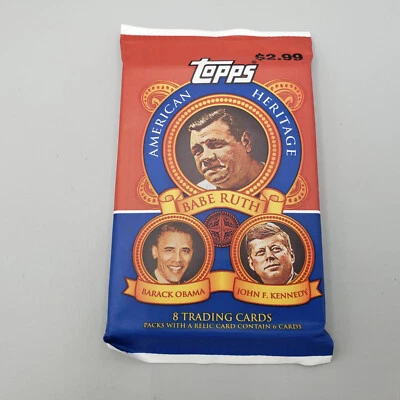 $2.99
Topps
AMERICAN HERITAGE
BABE RUTH
BARACK OBAMA
JOHN F. KENNEDY
8 TRADING CARDS
PACKS WITH A RELIC CARD CONTAIN 6 CARDS